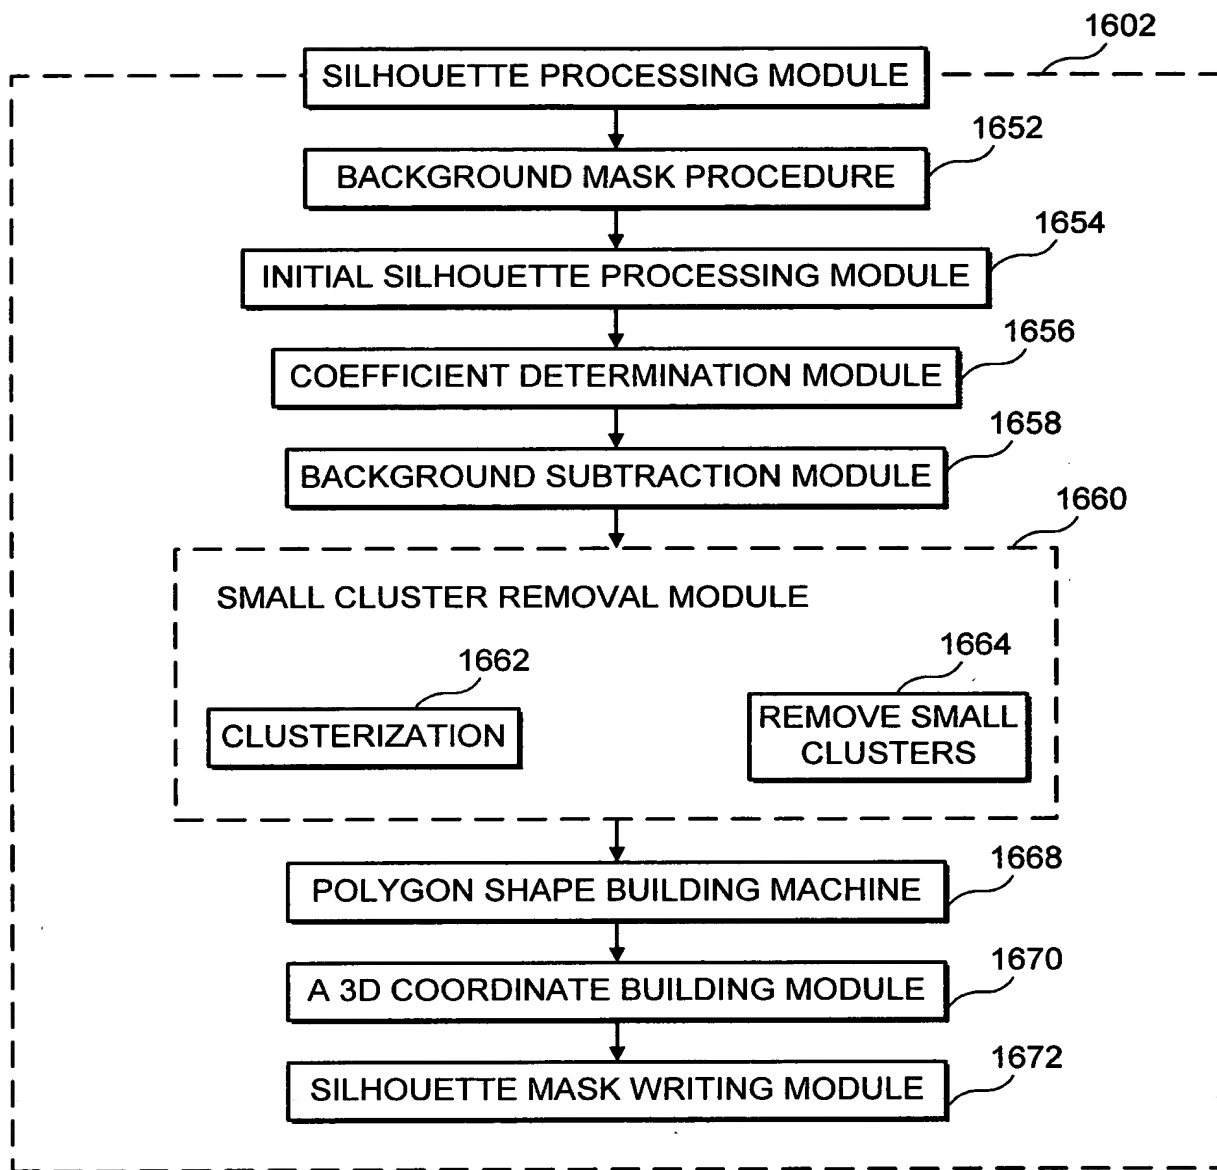 1602
SILHOUETTE PROCESSING MODULE
1652
BACKGROUND MASK PROCEDURE
1654
INITIAL SILHOUETTE PROCESSING MODULE
1656
COEFFICIENT DETERMINATION MODULE
1658
BACKGROUND SUBTRACTION MODULE
1660
SMALL CLUSTER REMOVAL MODULE
1662
CLUSTERIZATION
1664
REMOVE SMALL
CLUSTERS
1668
POLYGON SHAPE BUILDING MACHINE
1670
A 3D COORDINATE BUILDING MODULE
1672
SILHOUETTE MASK WRITING MODULE